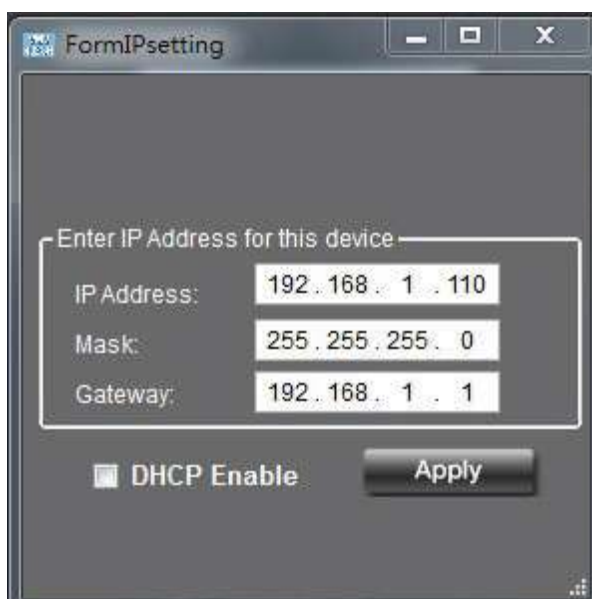 FormIPsetting
Enter IP Address for this device
IP Address: 192 . 168 . 1 . 110
Mask: 255 . 255 . 255 . 0
Gateway: 192 . 168 . 1 . 1
DHCP Enable Apply